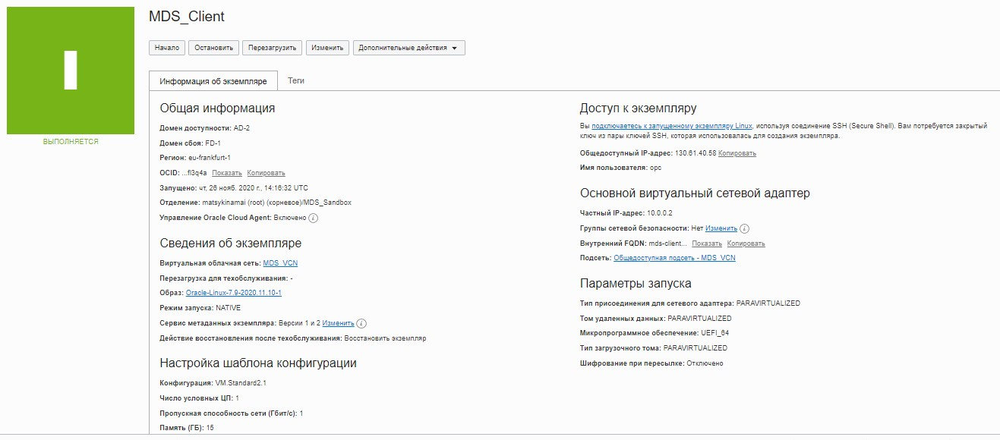 MDS_Client
Начало Остановить Перезагрузить Изменить Дополнительные действия
Информация об экземпляре Теги
ВЫПОЛНЯЕТСЯ
Общая информация
Домен доступности: AD-2
Домен сбоя: FD-1
Регион: eu-frankfurt-1
OCID: ...fl3q4a Показать Копировать
Запущено: чт, 26 нояб. 2020 г., 14:16:32 UTC
Отделение: matsykinamai (root) (корневое)/MDS_Sandbox
Управление Oracle Cloud Agent: Включено i
Сведения об экземпляре
Виртуальная облачная сеть: MDS_VCN
Перезагрузка для техобслуживания: -
Образ: Oracle-Linux-7.9-2020.11.10-1
Режим запуска: NATIVE
Сервис метаданных экземпляра: Версии 1 и 2 Изменить i
Действие восстановления после техобслуживания: Восстановить экземпляр
Настройка шаблона конфигурации
Конфигурация: VM.Standard2.1
Число условных ЦП: 1
Пропускная способность сети (Гбит/с): 1
Память (ГБ): 15
Доступ к экземпляру
Вы подключаетесь к запущенному экземпляру Linux, используя соединение SSH (Secure Shell). Вам потребуется закрытый
ключ из пары ключей SSH, которая использовалась для создания экземпляра.
Общедоступный IP-адрес: 130.61.40.58 Копировать
Имя пользователя: opc
Основной виртуальный сетевой адаптер
Частный IP-адрес: 10.0.0.2
Группы сетевой безопасности: Нет Изменить i
Внутренний FQDN: mds-client... Показать Копировать
Подсеть: Общедоступная подсеть - MDS_VCN
Параметры запуска
Тип присоединения для сетевого адаптера: PARAVIRTUALIZED
Том удаленных данных: PARAVIRTUALIZED
Микропрограммное обеспечение: UEFI_64
Тип загрузочного тома: PARAVIRTUALIZED
Шифрование при пересылке: Отключено